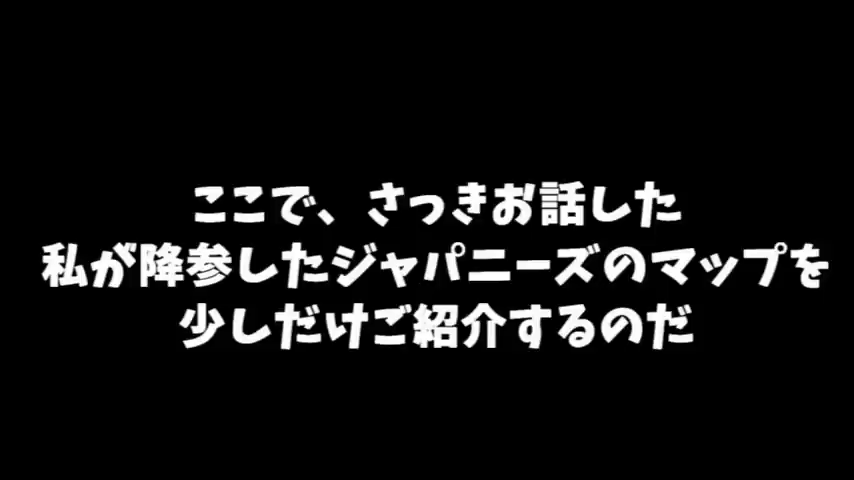 ここで、さっきお話した
私が降参したジャパニーズのマップを
少しだけご紹介するのだ